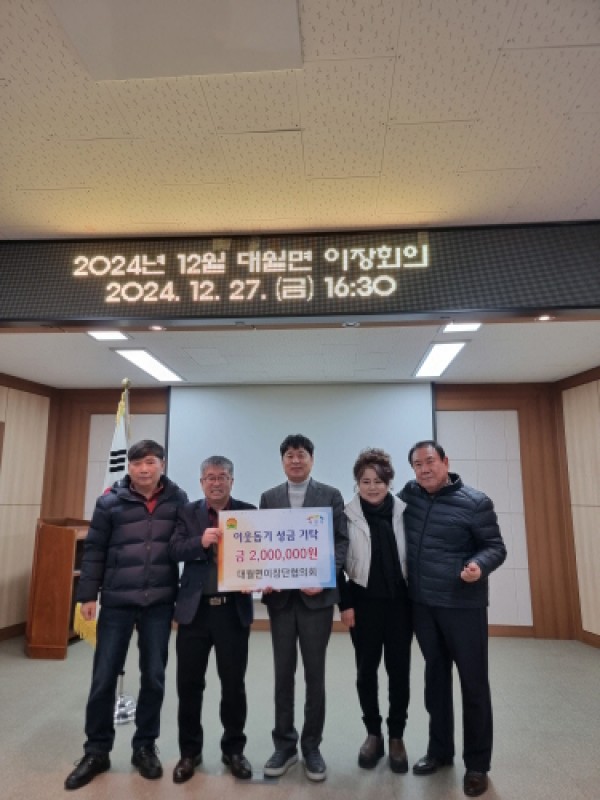 2024년 12월 대월면 이장회의
2024. 12. 27. (금) 16:30
이웃돕기 성금 기탁
금 2,000,000원
대월면이장단협의회